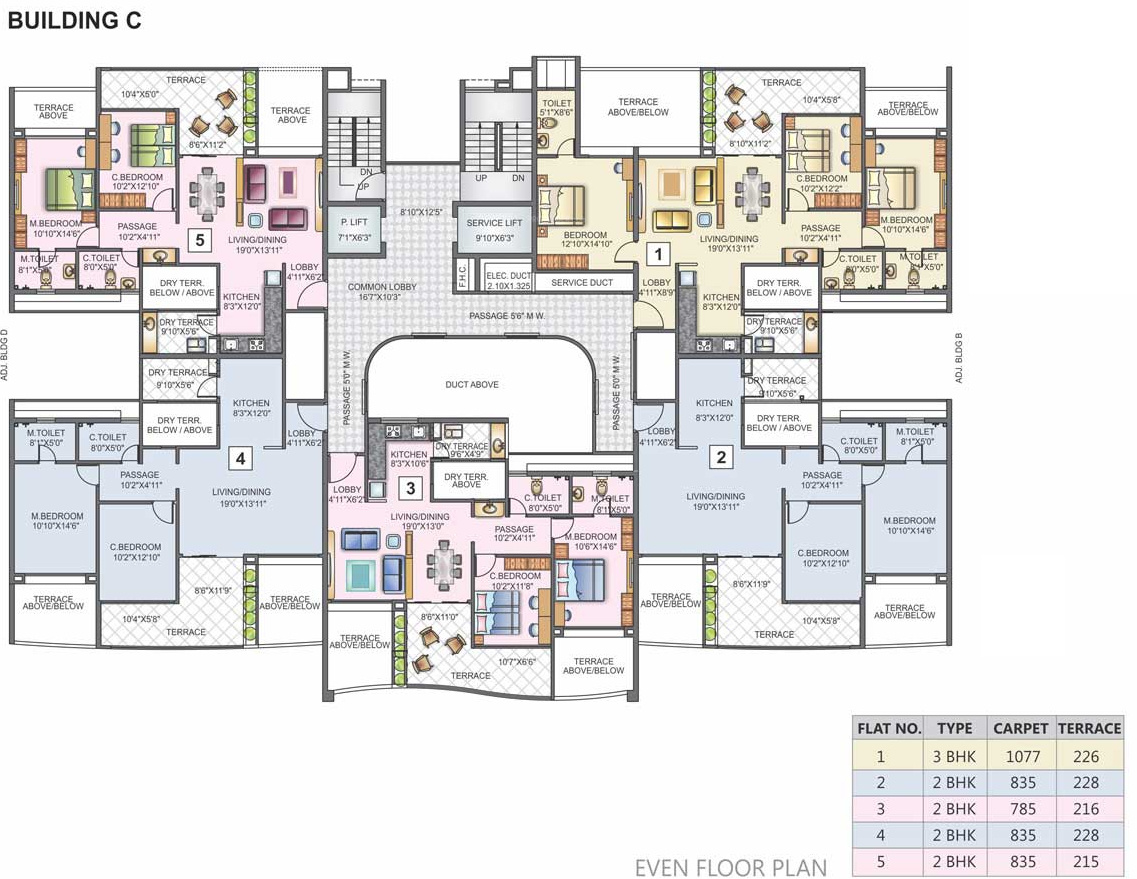 BUILDING C
TERRACE
10'4"X5'0"
TERRACE
ABOVE
TERRACE
ABOVE
8'6"X11'2"
C.BEDROOM
10'2"X12'10"
M.BEDROOM
10'10"X14'6"
PASSAGE
10'2"X4'11"
5
LIVING/DINING
19'0"X13'11"
M.TOILET
C.TOILET
8'0"X5'0"
LOBBY
4'11"X6'2"
DRY TERR.
BELOW / ABOVE
KITCHEN
8'3"X12'0"
DRY TERRACE
9'10"X5'6"
DN
UP
P. LIFT
7'1"X6'3"
8'10"X12'5"
UP
DN
SERVICE LIFT
9'10"X6'3"
F.H.C.
ELEC. DUCT
2.10X1.325
SERVICE DUCT
COMMON LOBBY
16'7"X10'3"
PASSAGE 5'6" M.W.
PASSAGE 5'0" M.W.
PASSAGE 5'0" M.W.
DUCT ABOVE
TOILET
5'1"X8'6"
TERRACE
ABOVE/BELOW
TERRACE
10'4"X5'8"
TERRACE
ABOVE/BELOW
8'10"X11'2"
C.BEDROOM
10'2"X12'2"
BEDROOM
12'10"X14'10"
M.BEDROOM
10'10"X14'6"
PASSAGE
10'2"X4'11"
1
LIVING/DINING
19'0"X13'11"
C.TOILET
8'0"X5'0"
M.TOILET
LOBBY
4'11"X8'9"
KITCHEN
8'3"X12'0"
DRY TERR.
BELOW / ABOVE
DRY TERRACE
9'10"X5'6"
ADJ. BLDG D
ADJ. BLDG B
DRY TERRACE
9'10"X5'6"
KITCHEN
8'3"X12'0"
DRY TERR.
BELOW / ABOVE
LOBBY
4'11"X6'2"
M.TOILET
8'1"X5'0"
C.TOILET
8'0"X5'0"
4
PASSAGE
10'2"X4'11"
LIVING/DINING
19'0"X13'11"
M.BEDROOM
10'10"X14'6"
C.BEDROOM
10'2"X12'10"
8'6"X11'9"
TERRACE
ABOVE/BELOW
TERRACE
ABOVE/BELOW
10'4"X5'8"
TERRACE
KITCHEN
8'3"X10'6"
DRY TERRACE
9'6"X4'9"
DRY TERR.
ABOVE
LOBBY
4'11"X6'2"
3
C.TOILET
8'0"X5'0"
M.TOILET
8'1"X5'0"
LIVING/DINING
19'0"X13'0"
PASSAGE
10'2"X4'11"
M.BEDROOM
10'6"X14'6"
C.BEDROOM
10'2"X11'8"
8'6"X11'0"
TERRACE
ABOVE/BELOW
10'7"X6'6"
TERRACE
TERRACE
ABOVE/BELOW
DRY TERRACE
9'10"X5'6"
KITCHEN
8'3"X12'0"
DRY TERR.
BELOW / ABOVE
LOBBY
4'11"X6'2"
C.TOILET
8'0"X5'0"
M.TOILET
8'1"X5'0"
2
PASSAGE
10'2"X4'11"
LIVING/DINING
19'0"X13'11"
M.BEDROOM
10'10"X14'6"
C.BEDROOM
10'2"X12'10"
8'6"X11'9"
TERRACE
ABOVE/BELOW
TERRACE
ABOVE/BELOW
10'4"X5'8"
TERRACE
FLAT NO. TYPE CARPET TERRACE
1 3 BHK 1077 226
2 2 BHK 835 228
3 2 BHK 785 216
4 2 BHK 835 228
5 2 BHK 835 215
EVEN FLOOR PLAN